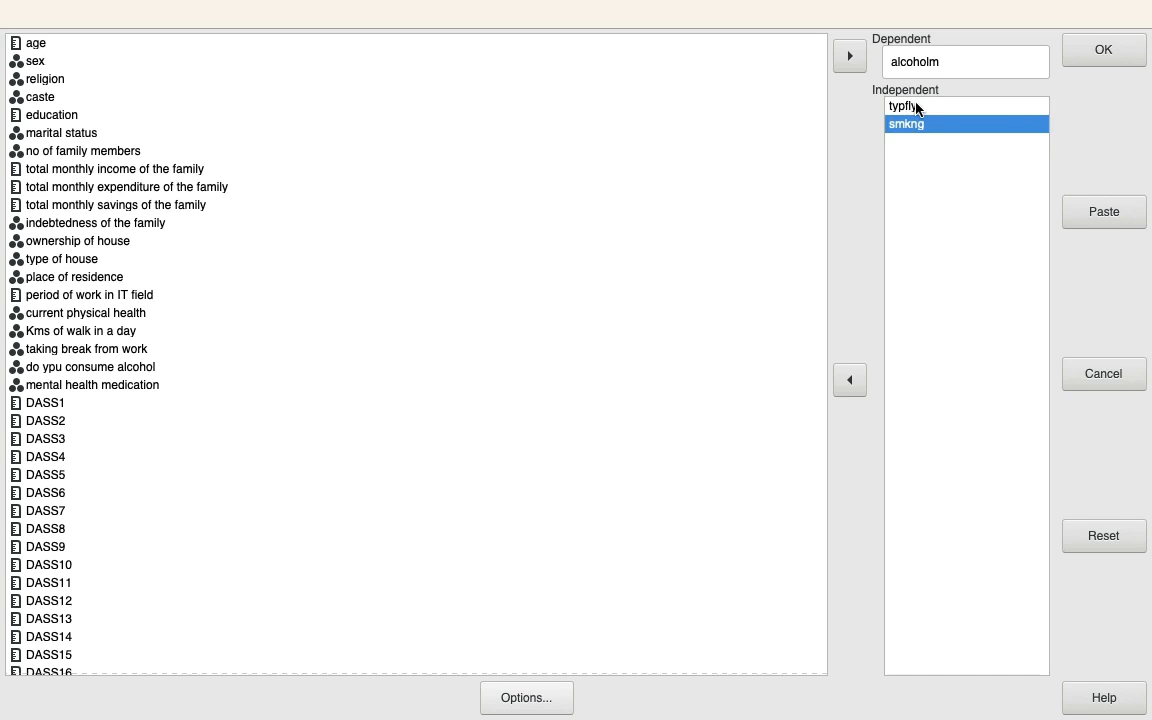 age
sex
religion
caste
education
marital status
no of family members
total monthly income of the family
total monthly expenditure of the family
total monthly savings of the family
indebtedness of the family
ownership of house
type of house
place of residence
period of work in IT field
current physical health
Kms of walk in a day
taking break from work
do ypu consume alcohol
mental health medication
DASS1
DASS2
DASS3
DASS4
DASS5
DASS6
DASS7
DASS8
DASS9
DASS10
DASS11
DASS12
DASS13
DASS14
DASS15
DASS16
Dependent
alcoholm
Independent
typfly
smkng
OK
Paste
Cancel
Reset
Help
Options...